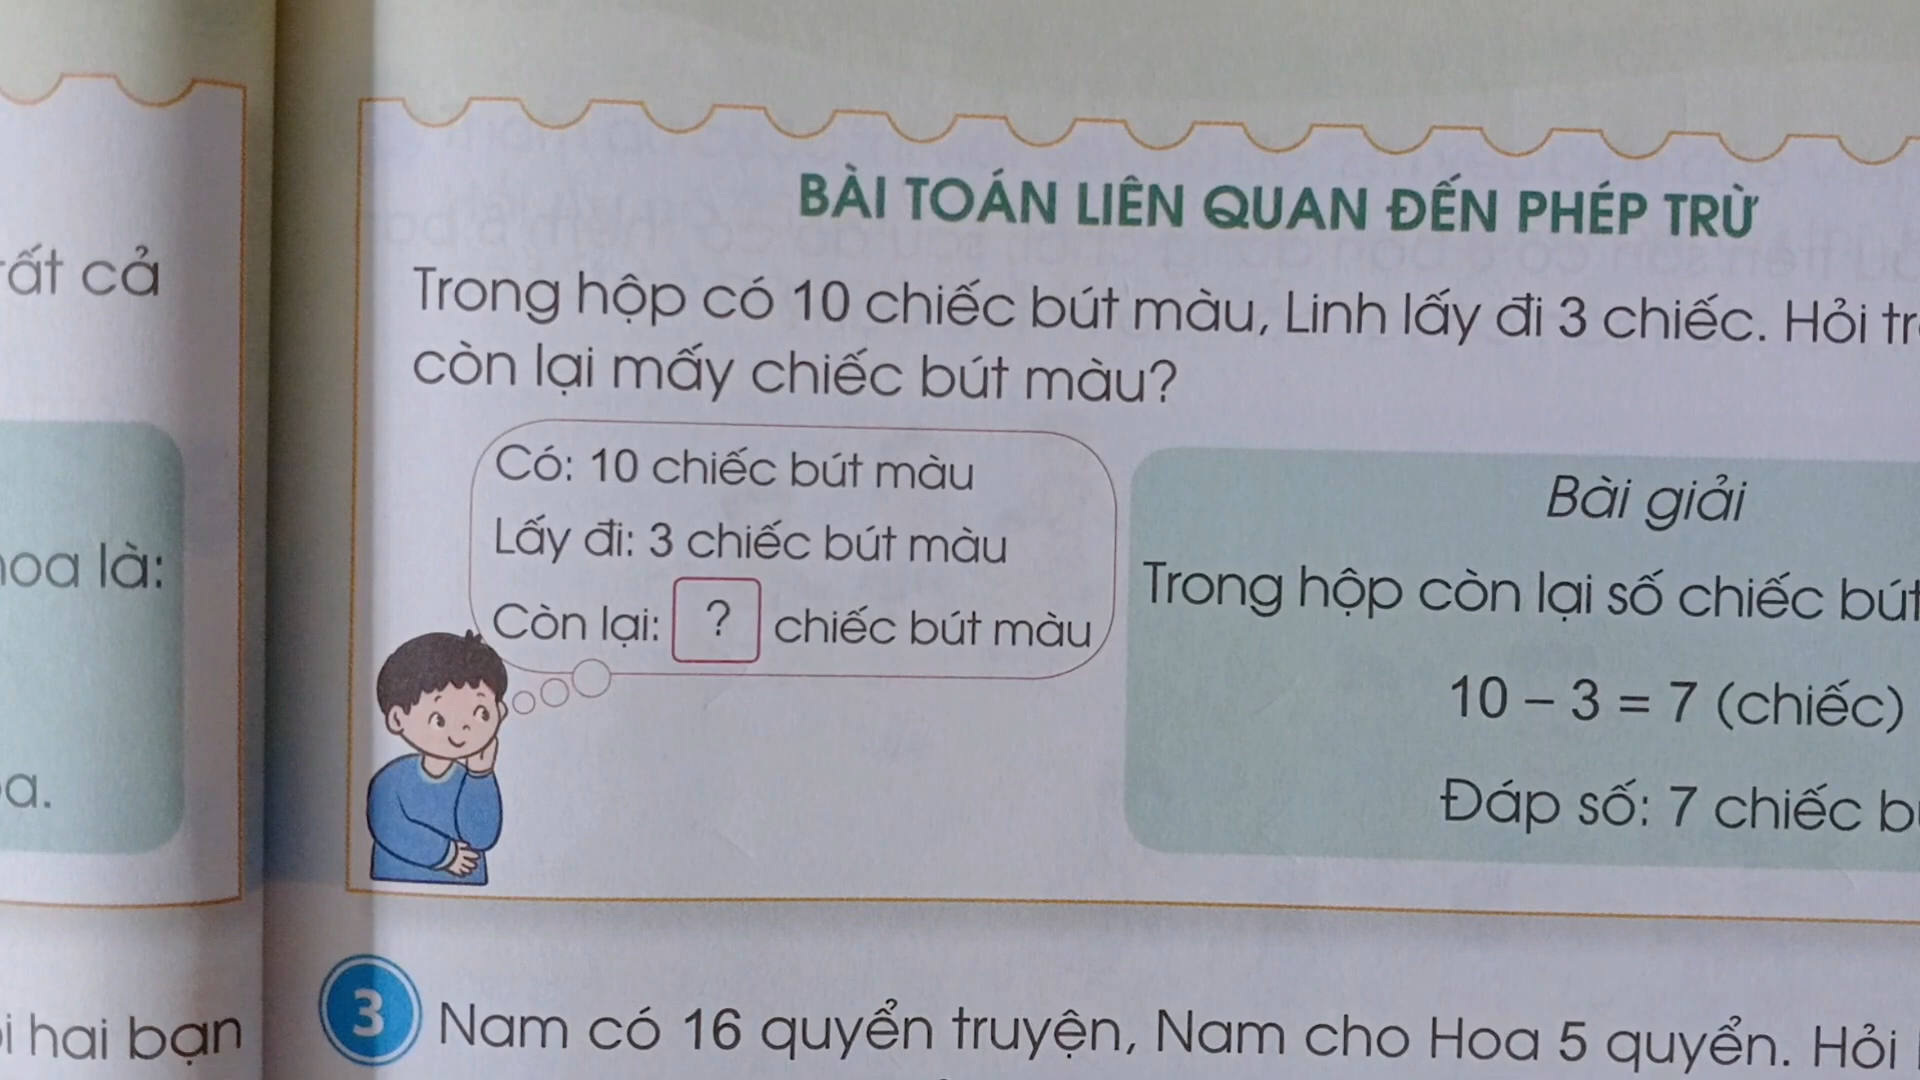 ất cả
là:
a.
hai bạn
BÀI TOÁN LIÊN QUAN ĐẾN PHÉP TRỪ
Trong hộp có 10 chiếc bút màu, Linh lấy đi 3 chiếc. Hỏi
còn lại mấy chiếc bút màu?
Có: 10 chiếc bút màu
Lấy đi: 3 chiếc bút màu
Còn lại: ? chiếc bút màu
Bài giải
Trong hộp còn lại số chiếc bút
10 – 3 = 7 (chiếc)
Đáp số: 7 chiếc
3 Nam có 16 quyển truyện, Nam cho Hoa 5 quyển. Hỏi